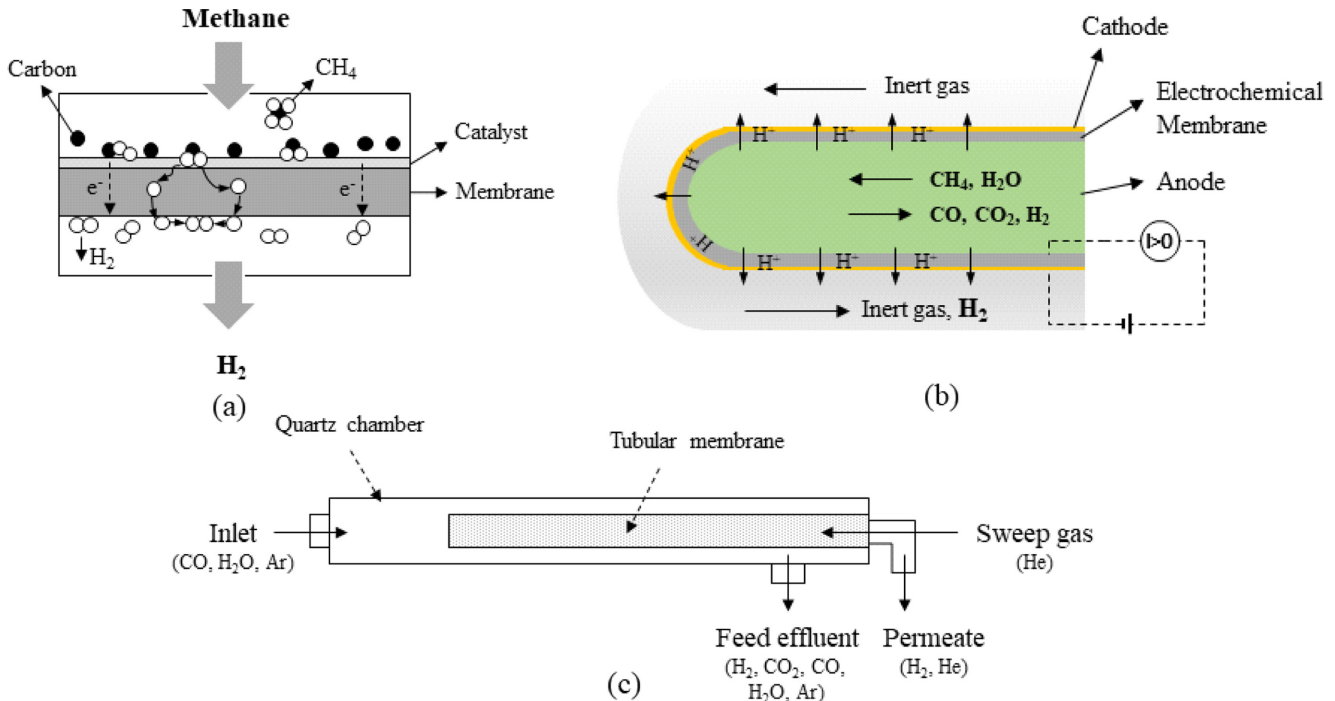 Methane
Carbon
CH4
Catalyst
e-
e-
Membrane
H2
H2
(a)
Cathode
Inert gas
Electrochemical
Membrane
H+ H+ H+
H+
CH4, H2O
Anode
CO, CO2, H2
I>0
H+
H+ H+ H+
Inert gas, H2
(b)
Quartz chamber
Tubular membrane
Inlet
(CO, H2O, Ar)
Sweep gas
(He)
Feed effluent
(H2, CO2, CO,
H2O, Ar)
Permeate
(H2, He)
(c)